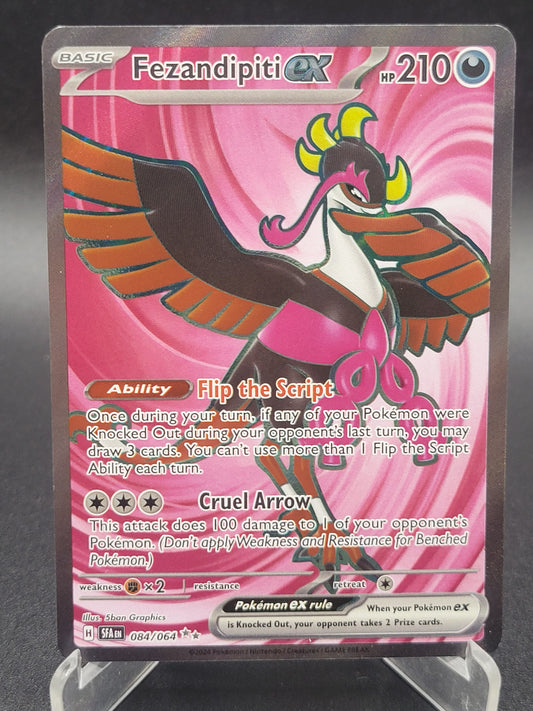 BASIC Fezandipiti ex HP 210
Ability Flip the Script
Once during your turn, if any of your Pokémon were
Knocked Out during your opponent's last turn, you may
draw 3 cards. You can't use more than 1 Flip the Script
Ability each turn.
Cruel Arrow
This attack does 100 damage to 1 of your opponent's
Pokémon. (Don't apply Weakness and Resistance for Benched
Pokémon.)
weakness ×2 resistance retreat
Pokémon ex rule When your Pokémon ex
is Knocked Out, your opponent takes 2 Prize cards.
Illus. 5ban Graphics
H SFA EN 084/064
©2024 Pokémon / Nintendo / Creatures / GAME FREAK